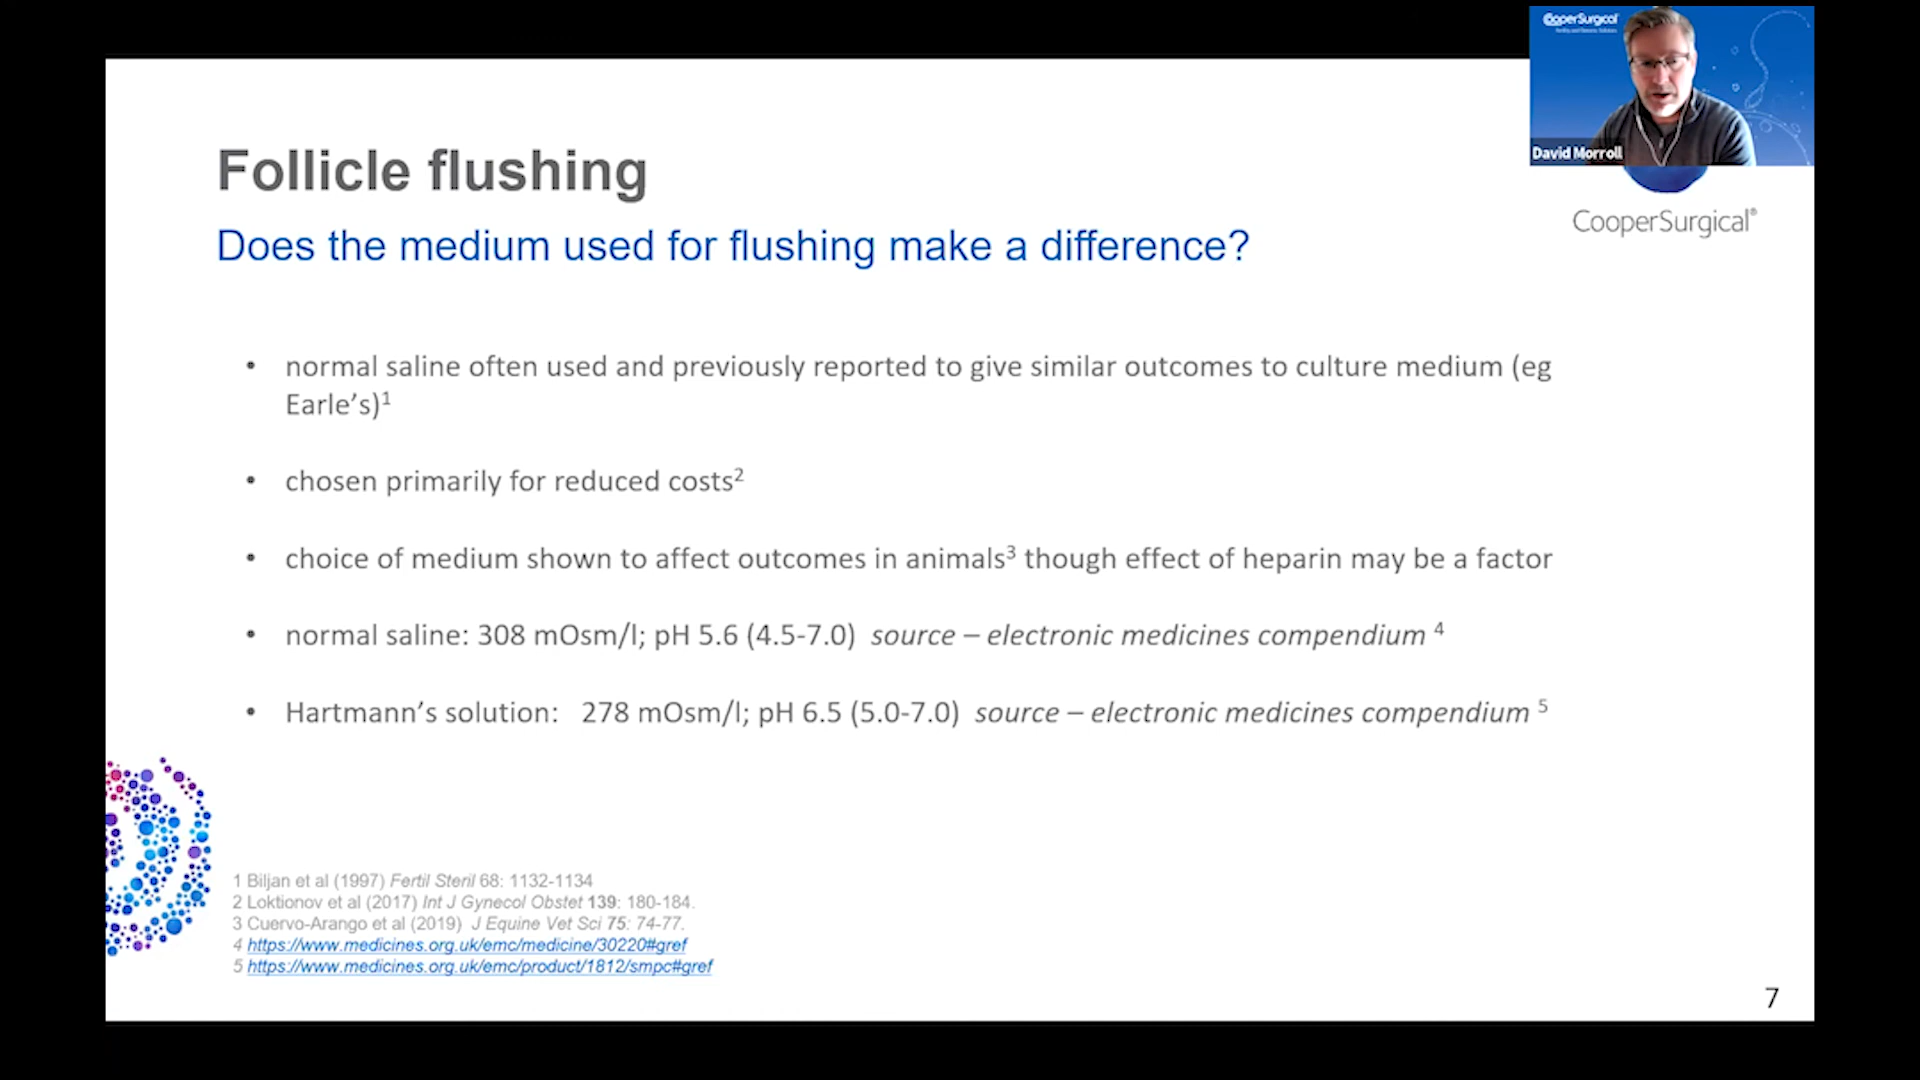 CooperSurgical
David Morroll
CooperSurgical®
Follicle flushing
Does the medium used for flushing make a difference?
• normal saline often used and previously reported to give similar outcomes to culture medium (eg
Earle’s)1
• chosen primarily for reduced costs2
• choice of medium shown to affect outcomes in animals3 though effect of heparin may be a factor
• normal saline: 308 mOsm/l; pH 5.6 (4.5-7.0) source – electronic medicines compendium 4
• Hartmann’s solution: 278 mOsm/l; pH 6.5 (5.0-7.0) source – electronic medicines compendium 5
1 Biljan et al (1997) Fertil Steril 68: 1132-1134
2 Loktionov et al (2017) Int J Gynecol Obstet 139: 180-184.
3 Cuervo-Arango et al (2019) J Equine Vet Sci 75: 74-77.
4 https://www.medicines.org.uk/emc/medicine/30220#gref
5 https://www.medicines.org.uk/emc/product/1812/smpc#gref
7